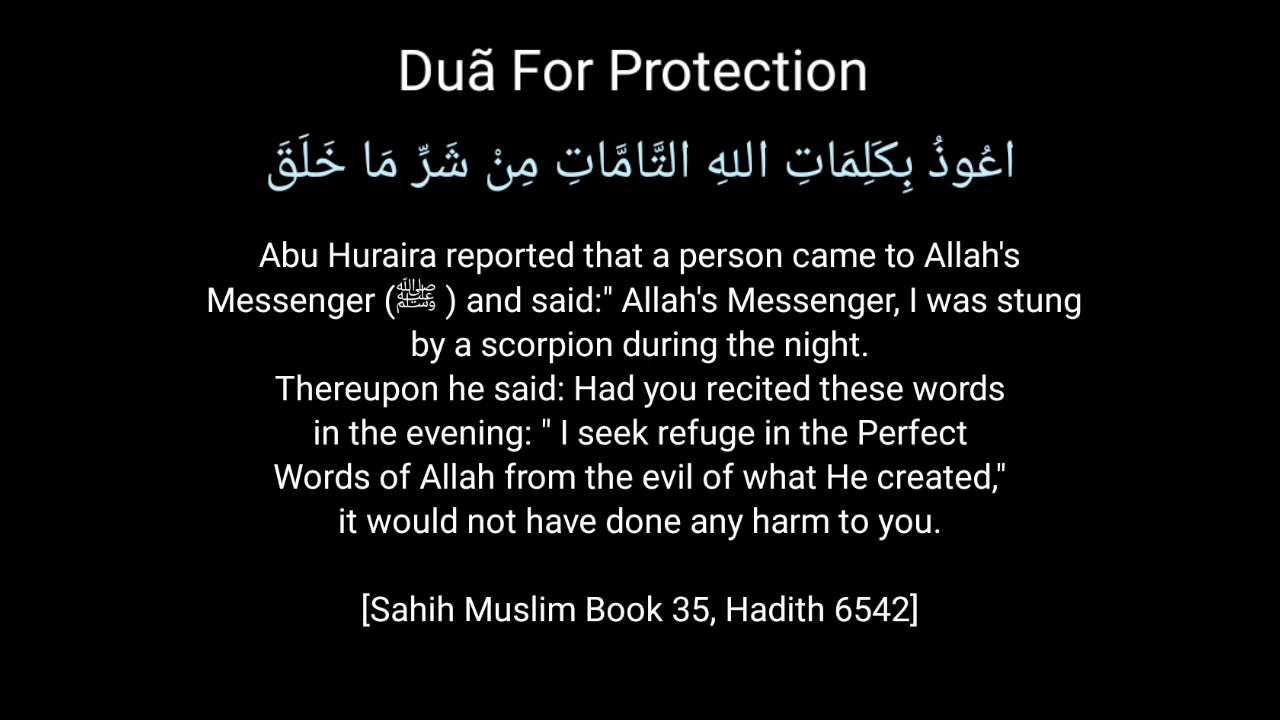 Duã For Protection
اعُوذُ بِكَلِمَاتِ اللهِ التَّامَّاتِ مِنْ شَرِّ مَا خَلَقَ
Abu Huraira reported that a person came to Allah's
Messenger (ﷺ ) and said:" Allah's Messenger, I was stung
by a scorpion during the night.
Thereupon he said: Had you recited these words
in the evening: " I seek refuge in the Perfect
Words of Allah from the evil of what He created,"
it would not have done any harm to you.
[Sahih Muslim Book 35, Hadith 6542]